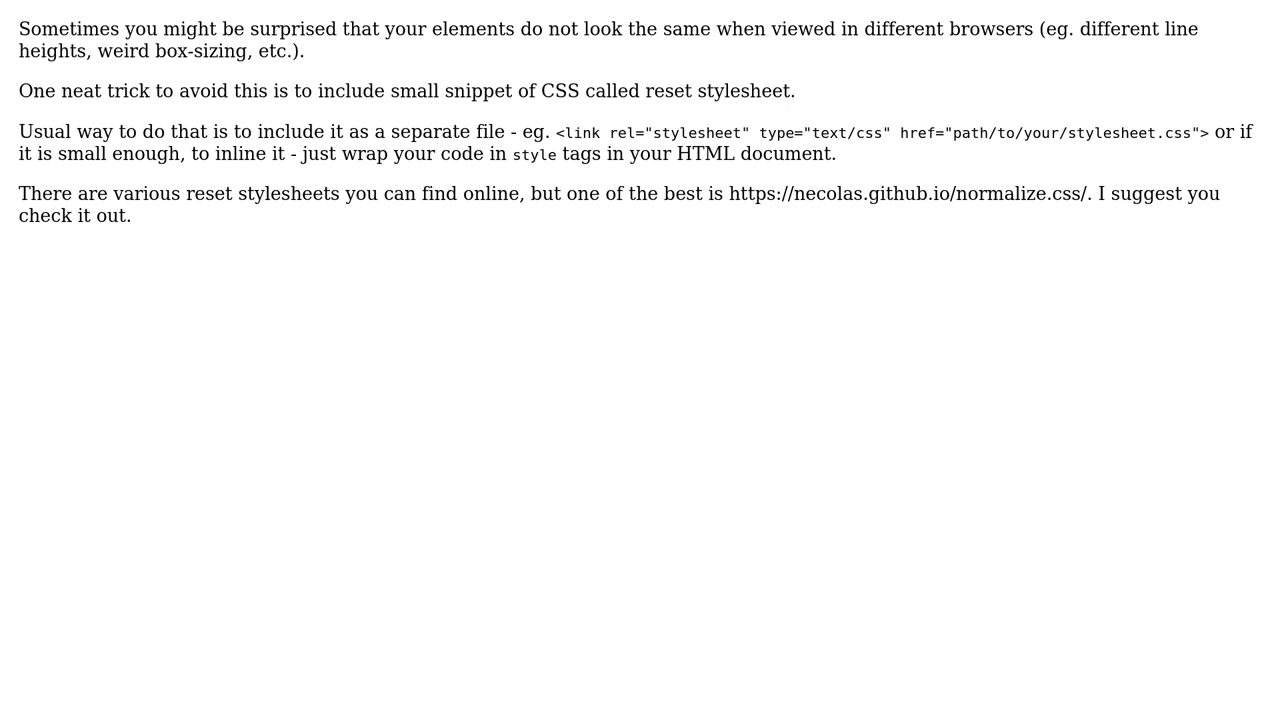 Sometimes you might be surprised that your elements do not look the same when viewed in different browsers (eg. different line
heights, weird box-sizing, etc.).
One neat trick to avoid this is to include small snippet of CSS called reset stylesheet.
Usual way to do that is to include it as a separate file - eg. <link rel="stylesheet" type="text/css" href="path/to/your/stylesheet.css"> or if
it is small enough, to inline it - just wrap your code in style tags in your HTML document.
There are various reset stylesheets you can find online, but one of the best is https://necolas.github.io/normalize.css/. I suggest you
check it out.